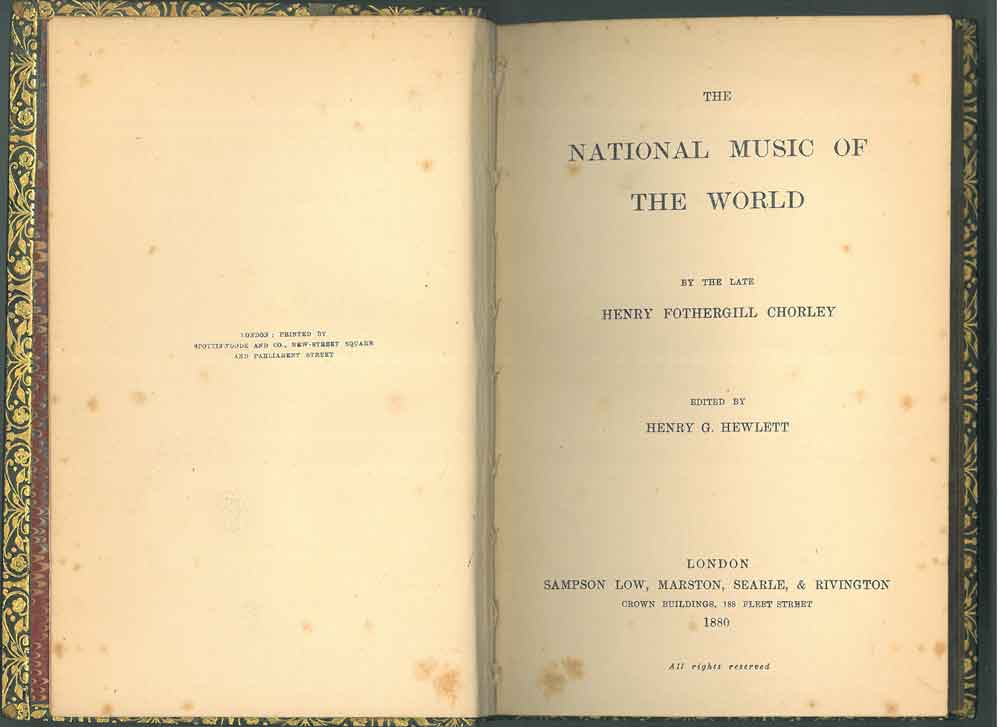 LONDON: PRINTED BY
SPOTTISWOODE AND CO., NEW-STREET SQUARE
AND PARLIAMENT STREET
THE
NATIONAL MUSIC OF
THE WORLD
BY THE LATE
HENRY FOTHERGILL CHORLEY
EDITED BY
HENRY G. HEWLETT
LONDON
SAMPSON LOW, MARSTON, SEARLE, & RIVINGTON
CROWN BUILDINGS, 188 FLEET STREET
1880
All rights reserved